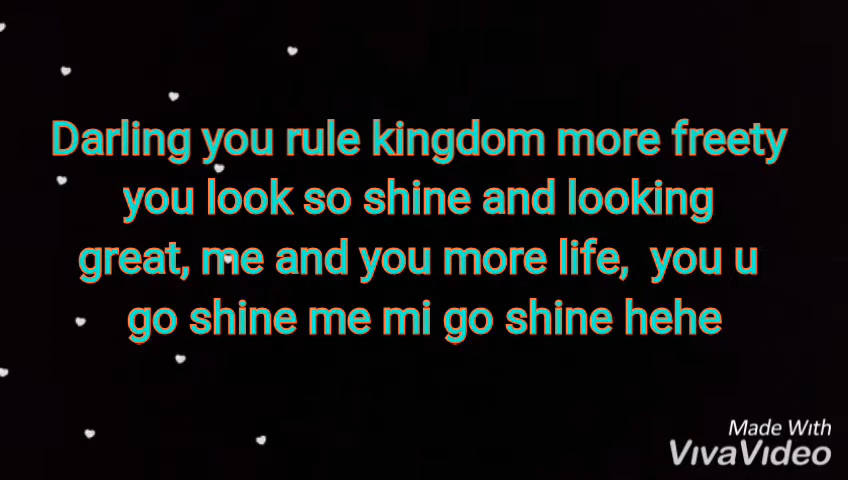 Darling you rule kingdom more freety
you look so shine and looking
great, me and you more life,  you u
go shine me mi go shine hehe
Made With
VivaVideo